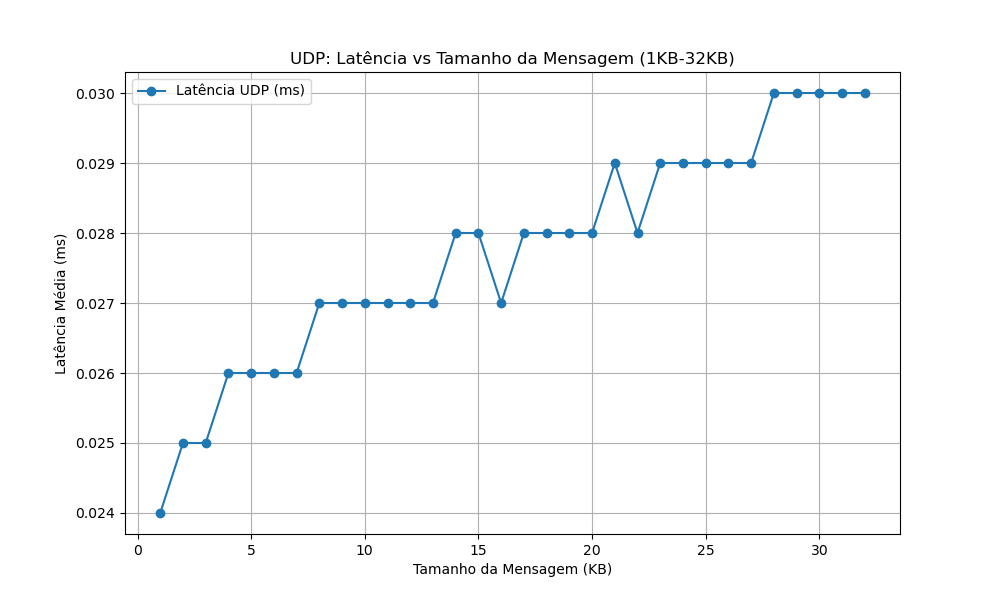 UDP: Latência vs Tamanho da Mensagem (1KB-32KB)
Latência UDP (ms)
Latência Média (ms)
0.030
0.029
0.028
0.027
0.026
0.025
0.024
0 5 10 15 20 25 30
Tamanho da Mensagem (KB)